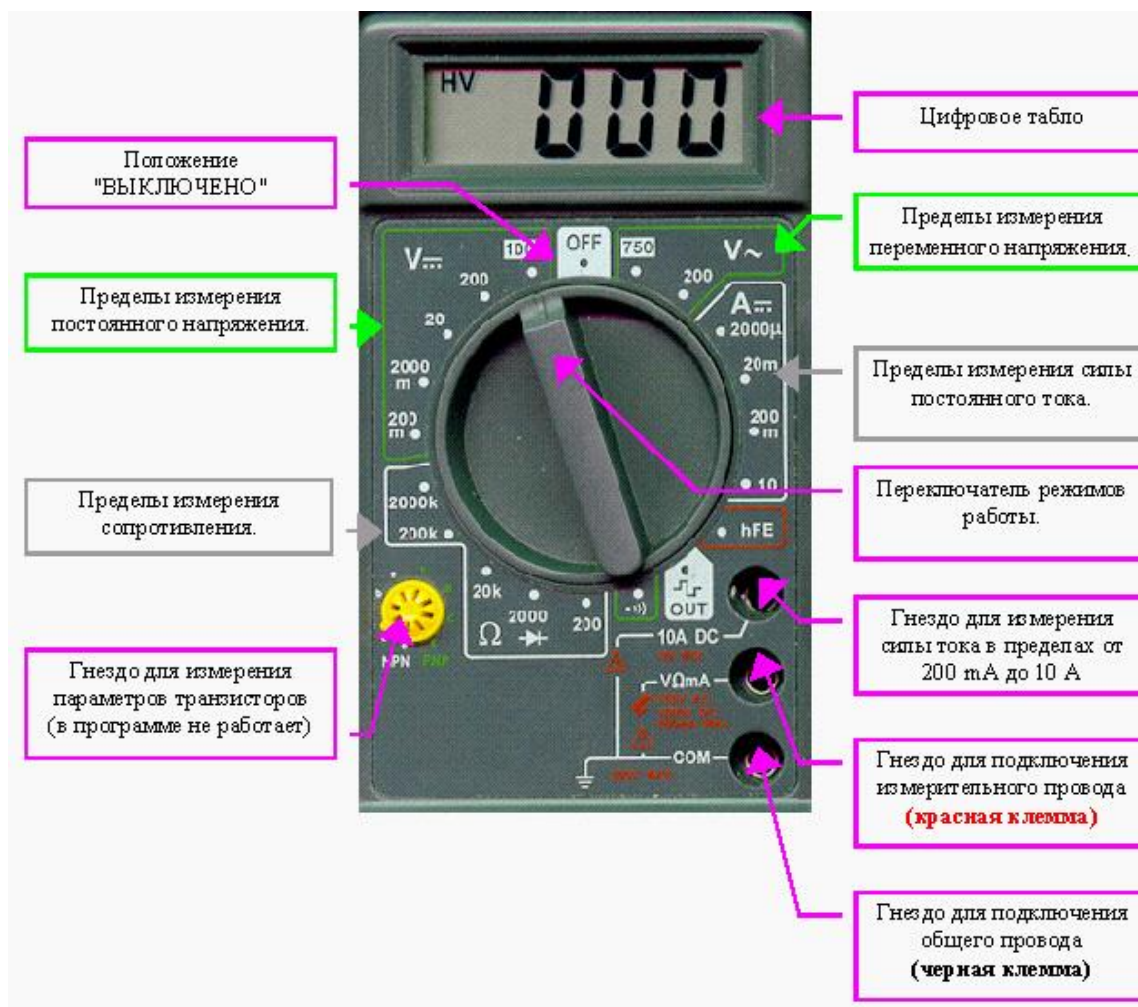 HV 000
Цифровое табло
Положение
"ВЫКЛЮЧЕНО"
Пределы измерения
переменного напряжения.
Пределы измерения
постоянного напряжения.
Пределы измерения силы
постоянного тока.
Переключатель режимов
работы.
Пределы измерения
сопротивления.
Гнездо для измерения
силы тока в пределах от
200 mA до 10 A
Гнездо для измерения
параметров транзисторов
(в программе не работает)
Гнездо для подключения
измерительного провода
(красная клемма)
Гнездо для подключения
общего провода
(черная клемма)
OFF
750
V~
200
V
200
20
2000
m
200
m
A
2000µ
20m
200
m
10
hFE
2000k
200k
20k
2000
200
Ω
OUT
10A DC
VΩmA
COM
NPN PNP